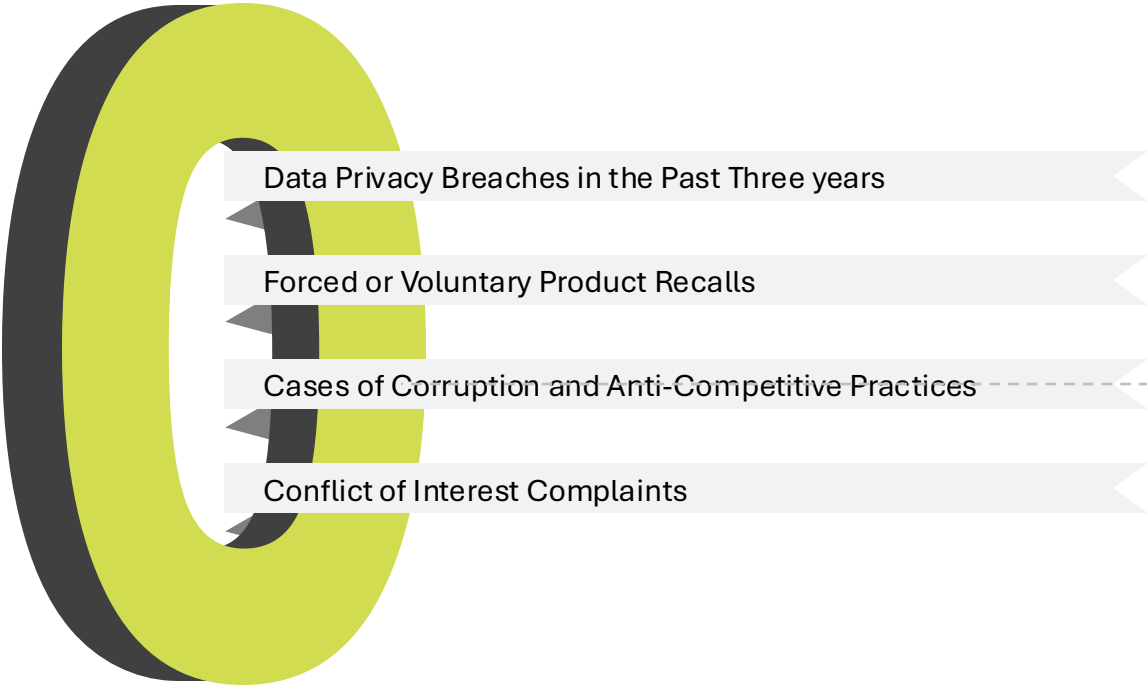 0
Data Privacy Breaches in the Past Three years
Forced or Voluntary Product Recalls
Cases of Corruption and Anti-Competitive Practices
Conflict of Interest Complaints